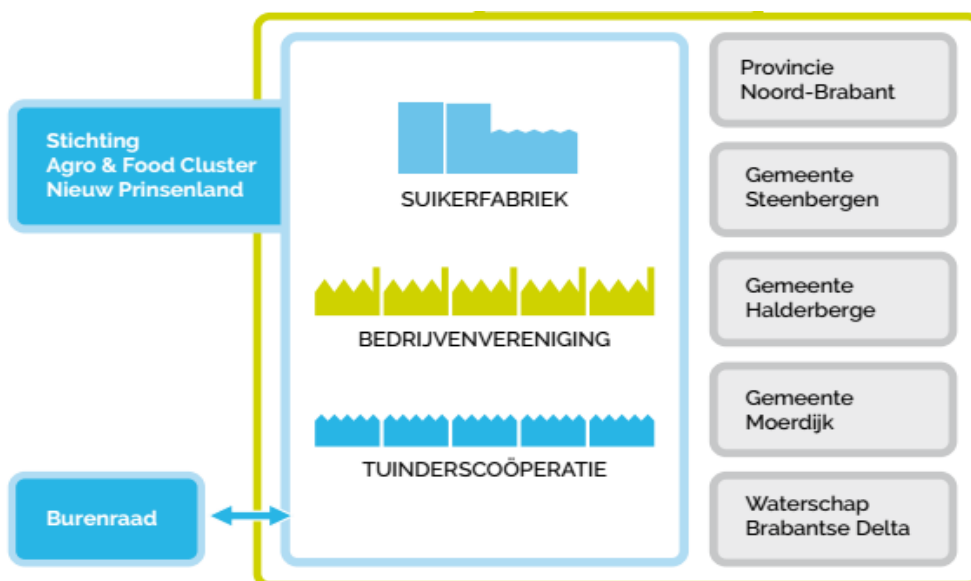 Stichting
Agro & Food Cluster
Nieuw Prinsenland
Burenraad
SUIKERFABRIEK
BEDRIJVENVERENIGING
TUINDERSCOÖPERATIE
Provincie
Noord-Brabant
Gemeente
Steenbergen
Gemeente
Halderberge
Gemeente
Moerdijk
Waterschap
Brabantse Delta